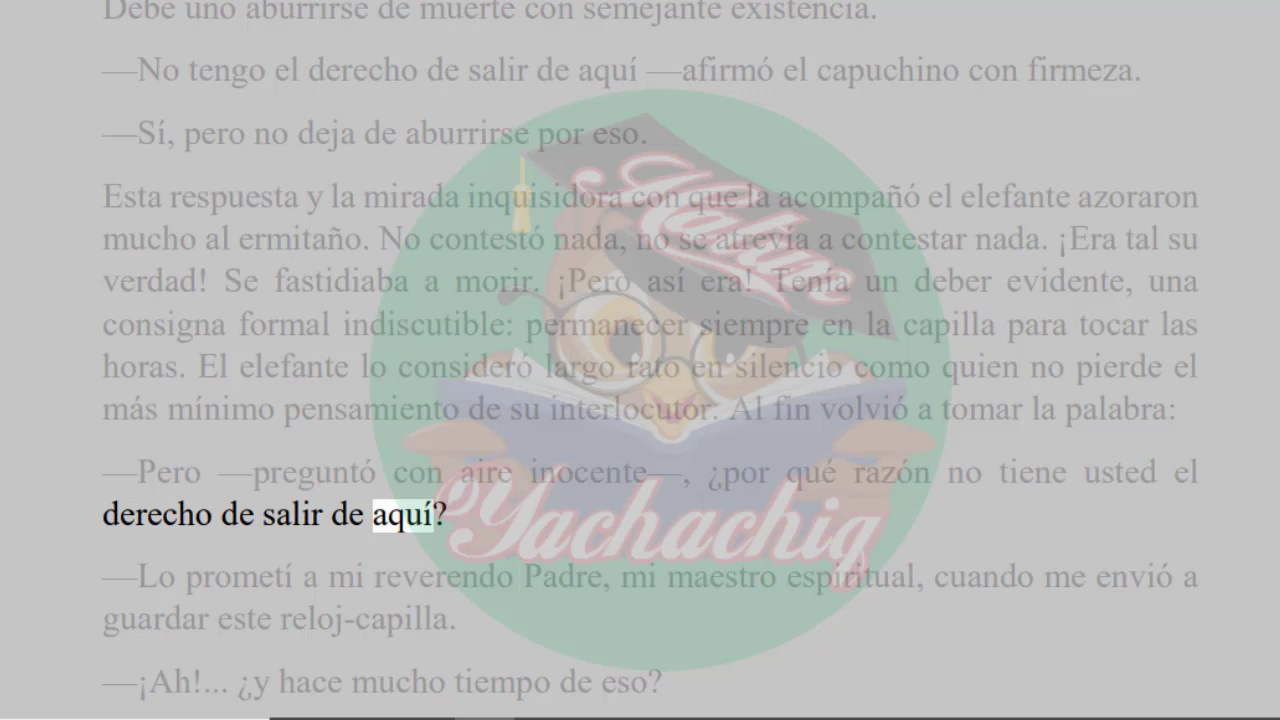 Debe uno aburrirse de muerte con semejante existencia.
—No tengo el derecho de salir de aquí —afirmó el capuchino con firmeza.
—Sí, pero no deja de aburrirse por eso.
Esta respuesta y la mirada inquisidora con que la acompañó el elefante azoraron
mucho al ermitaño. No contestó nada, no se atrevía a contestar nada. ¡Era tal su
verdad! Se fastidiaba a morir. ¡Pero así era! Tenía un deber evidente, una
consigna formal indiscutible: permanecer siempre en la capilla para tocar las
horas. El elefante lo consideró largo rato en silencio como quien no pierde el
más mínimo pensamiento de su interlocutor. Al fin volvió a tomar la palabra:
—Pero —preguntó con aire inocente—, ¿por qué razón no tiene usted el
derecho de salir de aquí?
—Lo prometí a mi reverendo Padre, mi maestro espiritual, cuando me envió a
guardar este reloj-capilla.
—¡Ah!... ¿y hace mucho tiempo de eso?
Hatun
Yachachiq